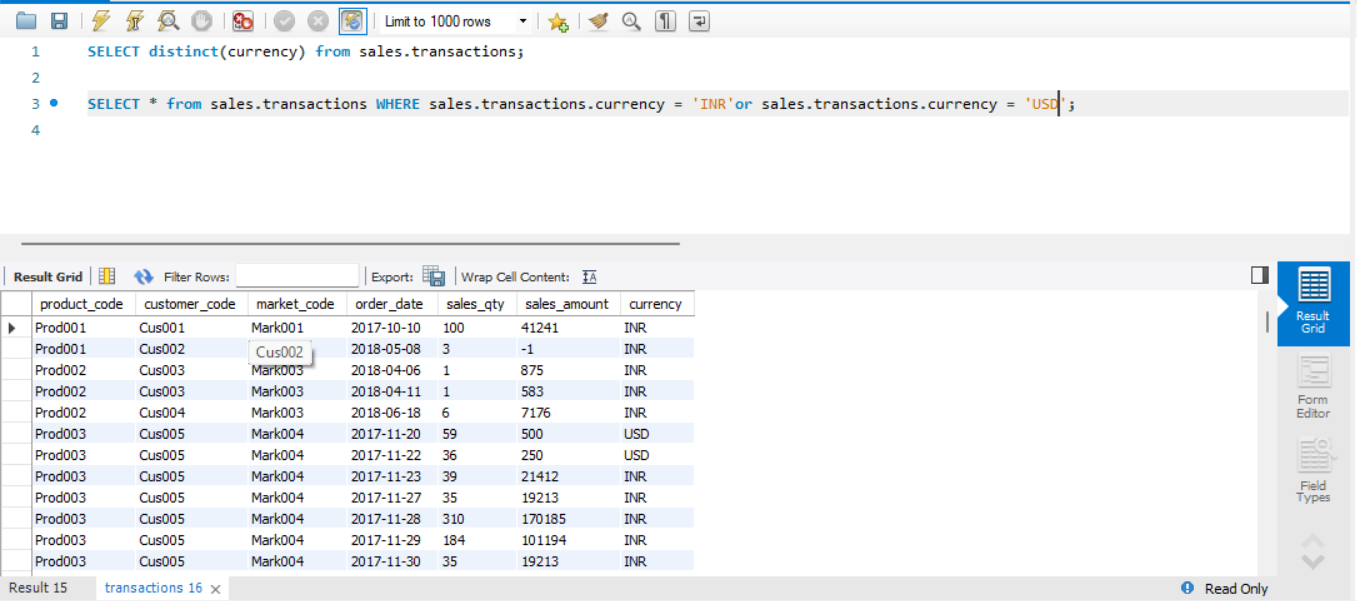 Limit to 1000 rows
1 SELECT distinct(currency) from sales.transactions;
2
3 SELECT * from sales.transactions WHERE sales.transactions.currency = 'INR'or sales.transactions.currency = 'USD';
4
Result Grid Filter Rows: Export: Wrap Cell Content: IA
product_code customer_code market_code order_date sales_qty sales_amount currency
Prod001 Cus001 Mark001 2017-10-10 100 41241 INR
Prod001 Cus002 2018-05-08 3 -1 INR
Cus002
Prod002 Cus003 Mark003 2018-04-06 1 875 INR
Prod002 Cus003 Mark003 2018-04-11 1 583 INR
Prod002 Cus004 Mark003 2018-06-18 6 7176 INR
Prod003 Cus005 Mark004 2017-11-20 59 500 USD
Prod003 Cus005 Mark004 2017-11-22 36 250 USD
Prod003 Cus005 Mark004 2017-11-23 39 21412 INR
Prod003 Cus005 Mark004 2017-11-27 35 19213 INR
Prod003 Cus005 Mark004 2017-11-28 310 170185 INR
Prod003 Cus005 Mark004 2017-11-29 184 101194 INR
Prod003 Cus005 Mark004 2017-11-30 35 19213 INR
Result
Grid
Form
Editor
Field
Types
Result 15 transactions 16 Read Only